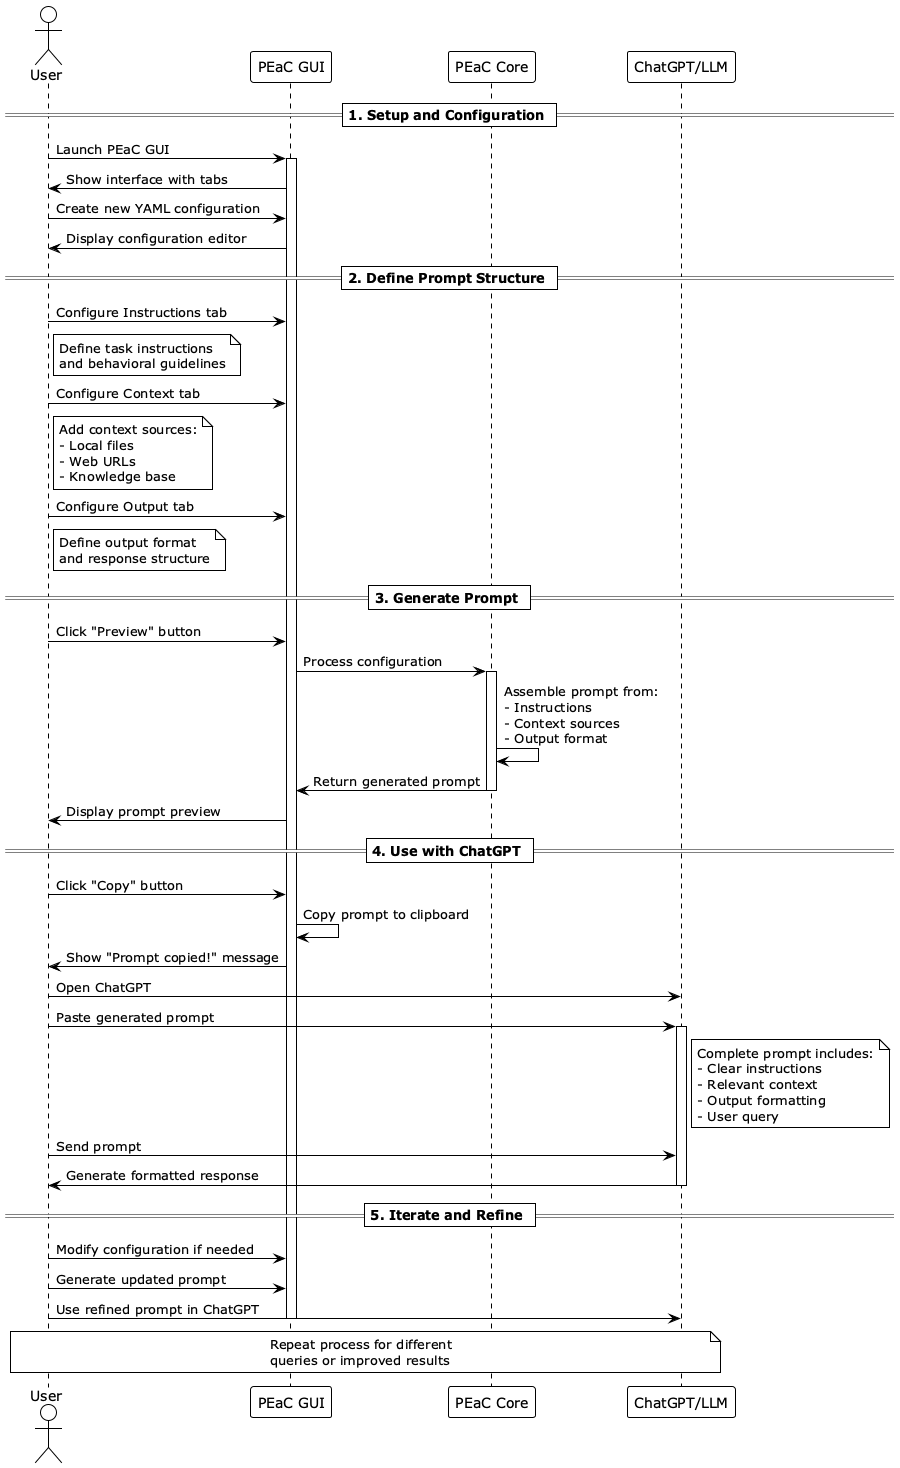 User
PEaC GUI
PEaC Core
ChatGPT/LLM
1. Setup and Configuration
Launch PEaC GUI
Show interface with tabs
Create new YAML configuration
Display configuration editor
2. Define Prompt Structure
Configure Instructions tab
Define task instructions
and behavioral guidelines
Configure Context tab
Add context sources:
- Local files
- Web URLs
- Knowledge base
Configure Output tab
Define output format
and response structure
3. Generate Prompt
Click "Preview" button
Process configuration
Assemble prompt from:
- Instructions
- Context sources
- Output format
Return generated prompt
Display prompt preview
4. Use with ChatGPT
Click "Copy" button
Copy prompt to clipboard
Show "Prompt copied!" message
Open ChatGPT
Paste generated prompt
Complete prompt includes:
- Clear instructions
- Relevant context
- Output formatting
- User query
Send prompt
Generate formatted response
5. Iterate and Refine
Modify configuration if needed
Generate updated prompt
Use refined prompt in ChatGPT
Repeat process for different
queries or improved results
User
PEaC GUI
PEaC Core
ChatGPT/LLM